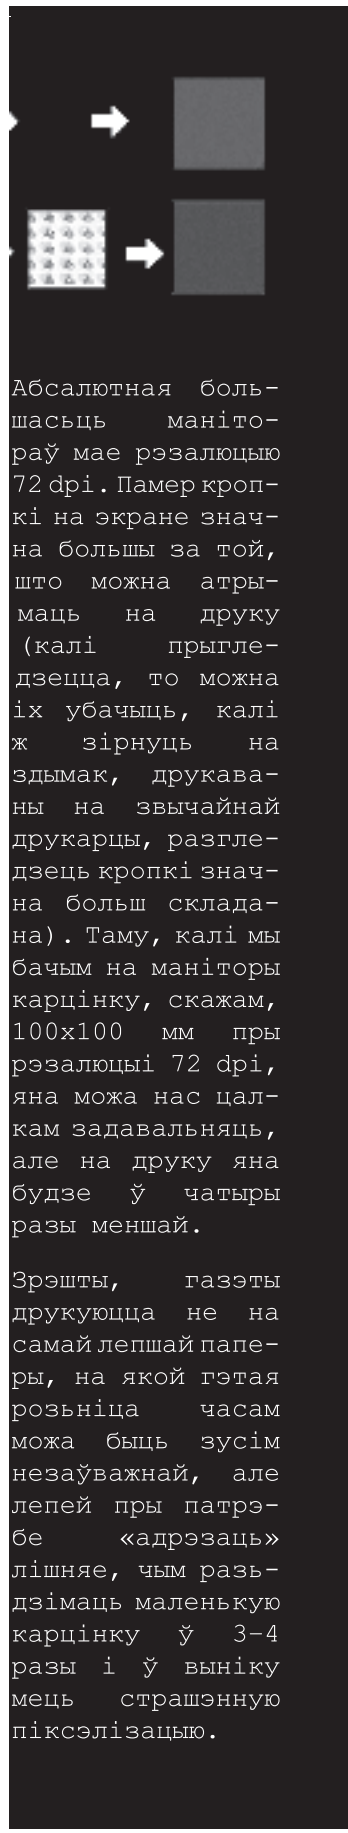 Абсалютная боль-
шасьць маніто-
раў мае рэзалюцыю
72 dpi. Памер кроп-
кі на экране знач-
на большы за той,
што можна атры-
маць на друку
(калі прыгле-
дзецца, то можна
іх убачыць, калі
ж зірнуць на
здымак, друкава-
ны на звычайнай
друкарцы, разгле-
дзець кропкі знач-
на больш склада-
на). Таму, калі мы
бачым на маніторы
карцінку, скажам,
100х100 мм пры
рэзалюцыі 72 dpi,
яна можа нас цал-
кам задавальняць,
але на друку яна
будзе ў чатыры
разы меншай.
Зрэшты, газэты
друкуюцца не на
самай лепшай папе-
ры, на якой гэтая
розьніца часам
можа быць зусім
незаўважнай, але
лепей пры патрэ-
бе «адрэзаць»
лішняе, чым разь-
дзімаць маленькую
карцінку ў 3–4
разы і ў выніку
мець страшэнную
піксэлізацыю.